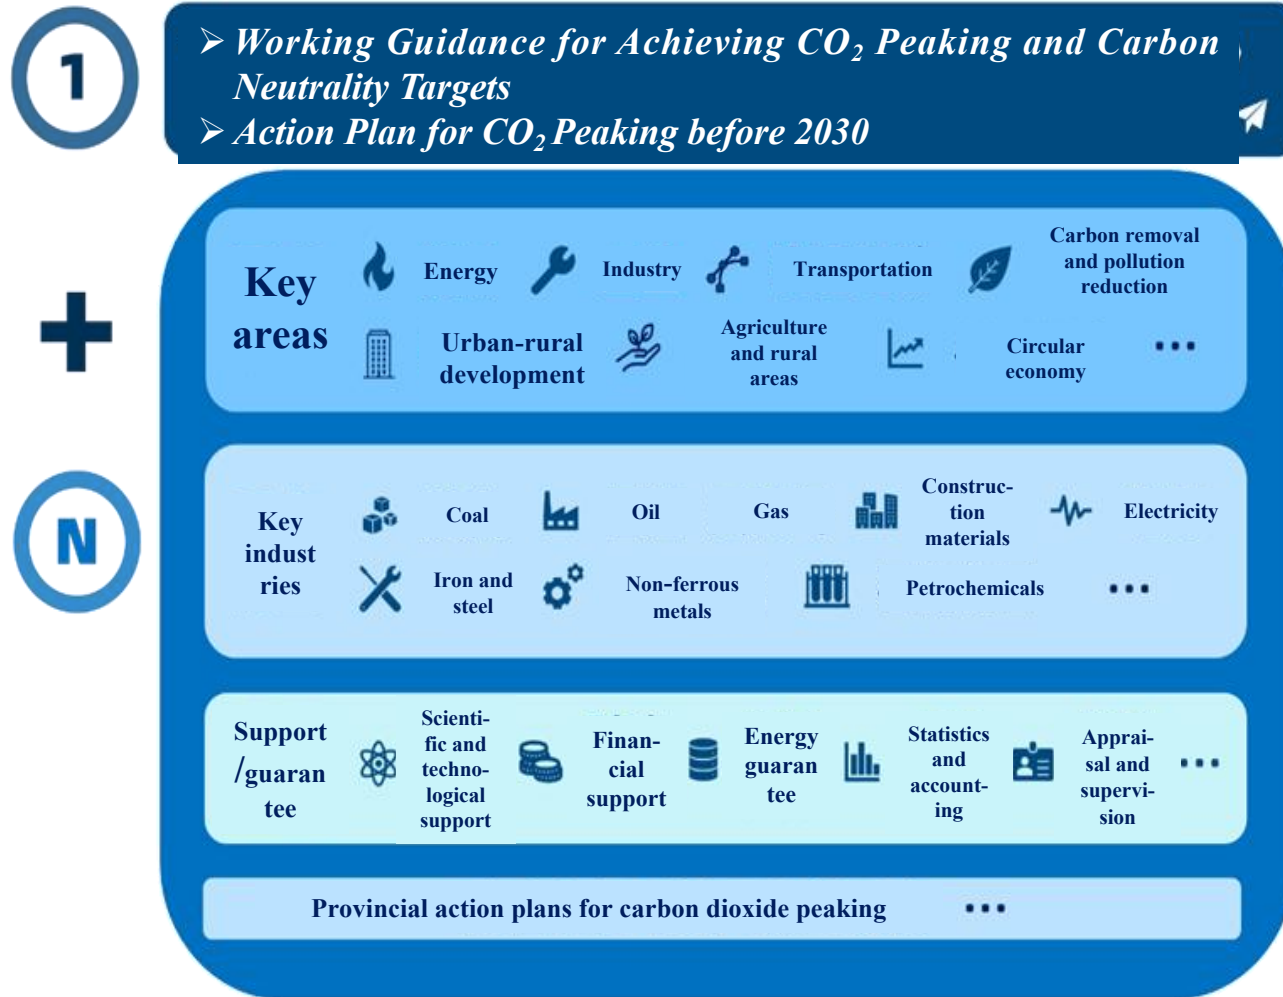 1
➢ Working Guidance for Achieving CO₂ Peaking and Carbon
Neutrality Targets
➢ Action Plan for CO₂ Peaking before 2030
+
N
Key
areas
Energy
Industry
Transportation
Carbon removal
and pollution
reduction
Urban-rural
development
Agriculture
and rural
areas
Circular
economy
...
Key
indust
ries
Coal
Oil
Gas
Construc-
tion
materials
Electricity
Iron and
steel
Non-ferrous
metals
Petrochemicals
...
Support
/guaran
tee
Scienti-
fic and
techno-
logical
support
Finan-
cial
support
Energy
guaran
tee
Statistics
and
account-
ing
Apprai-
sal and
supervi-
sion
...
Provincial action plans for carbon dioxide peaking ...